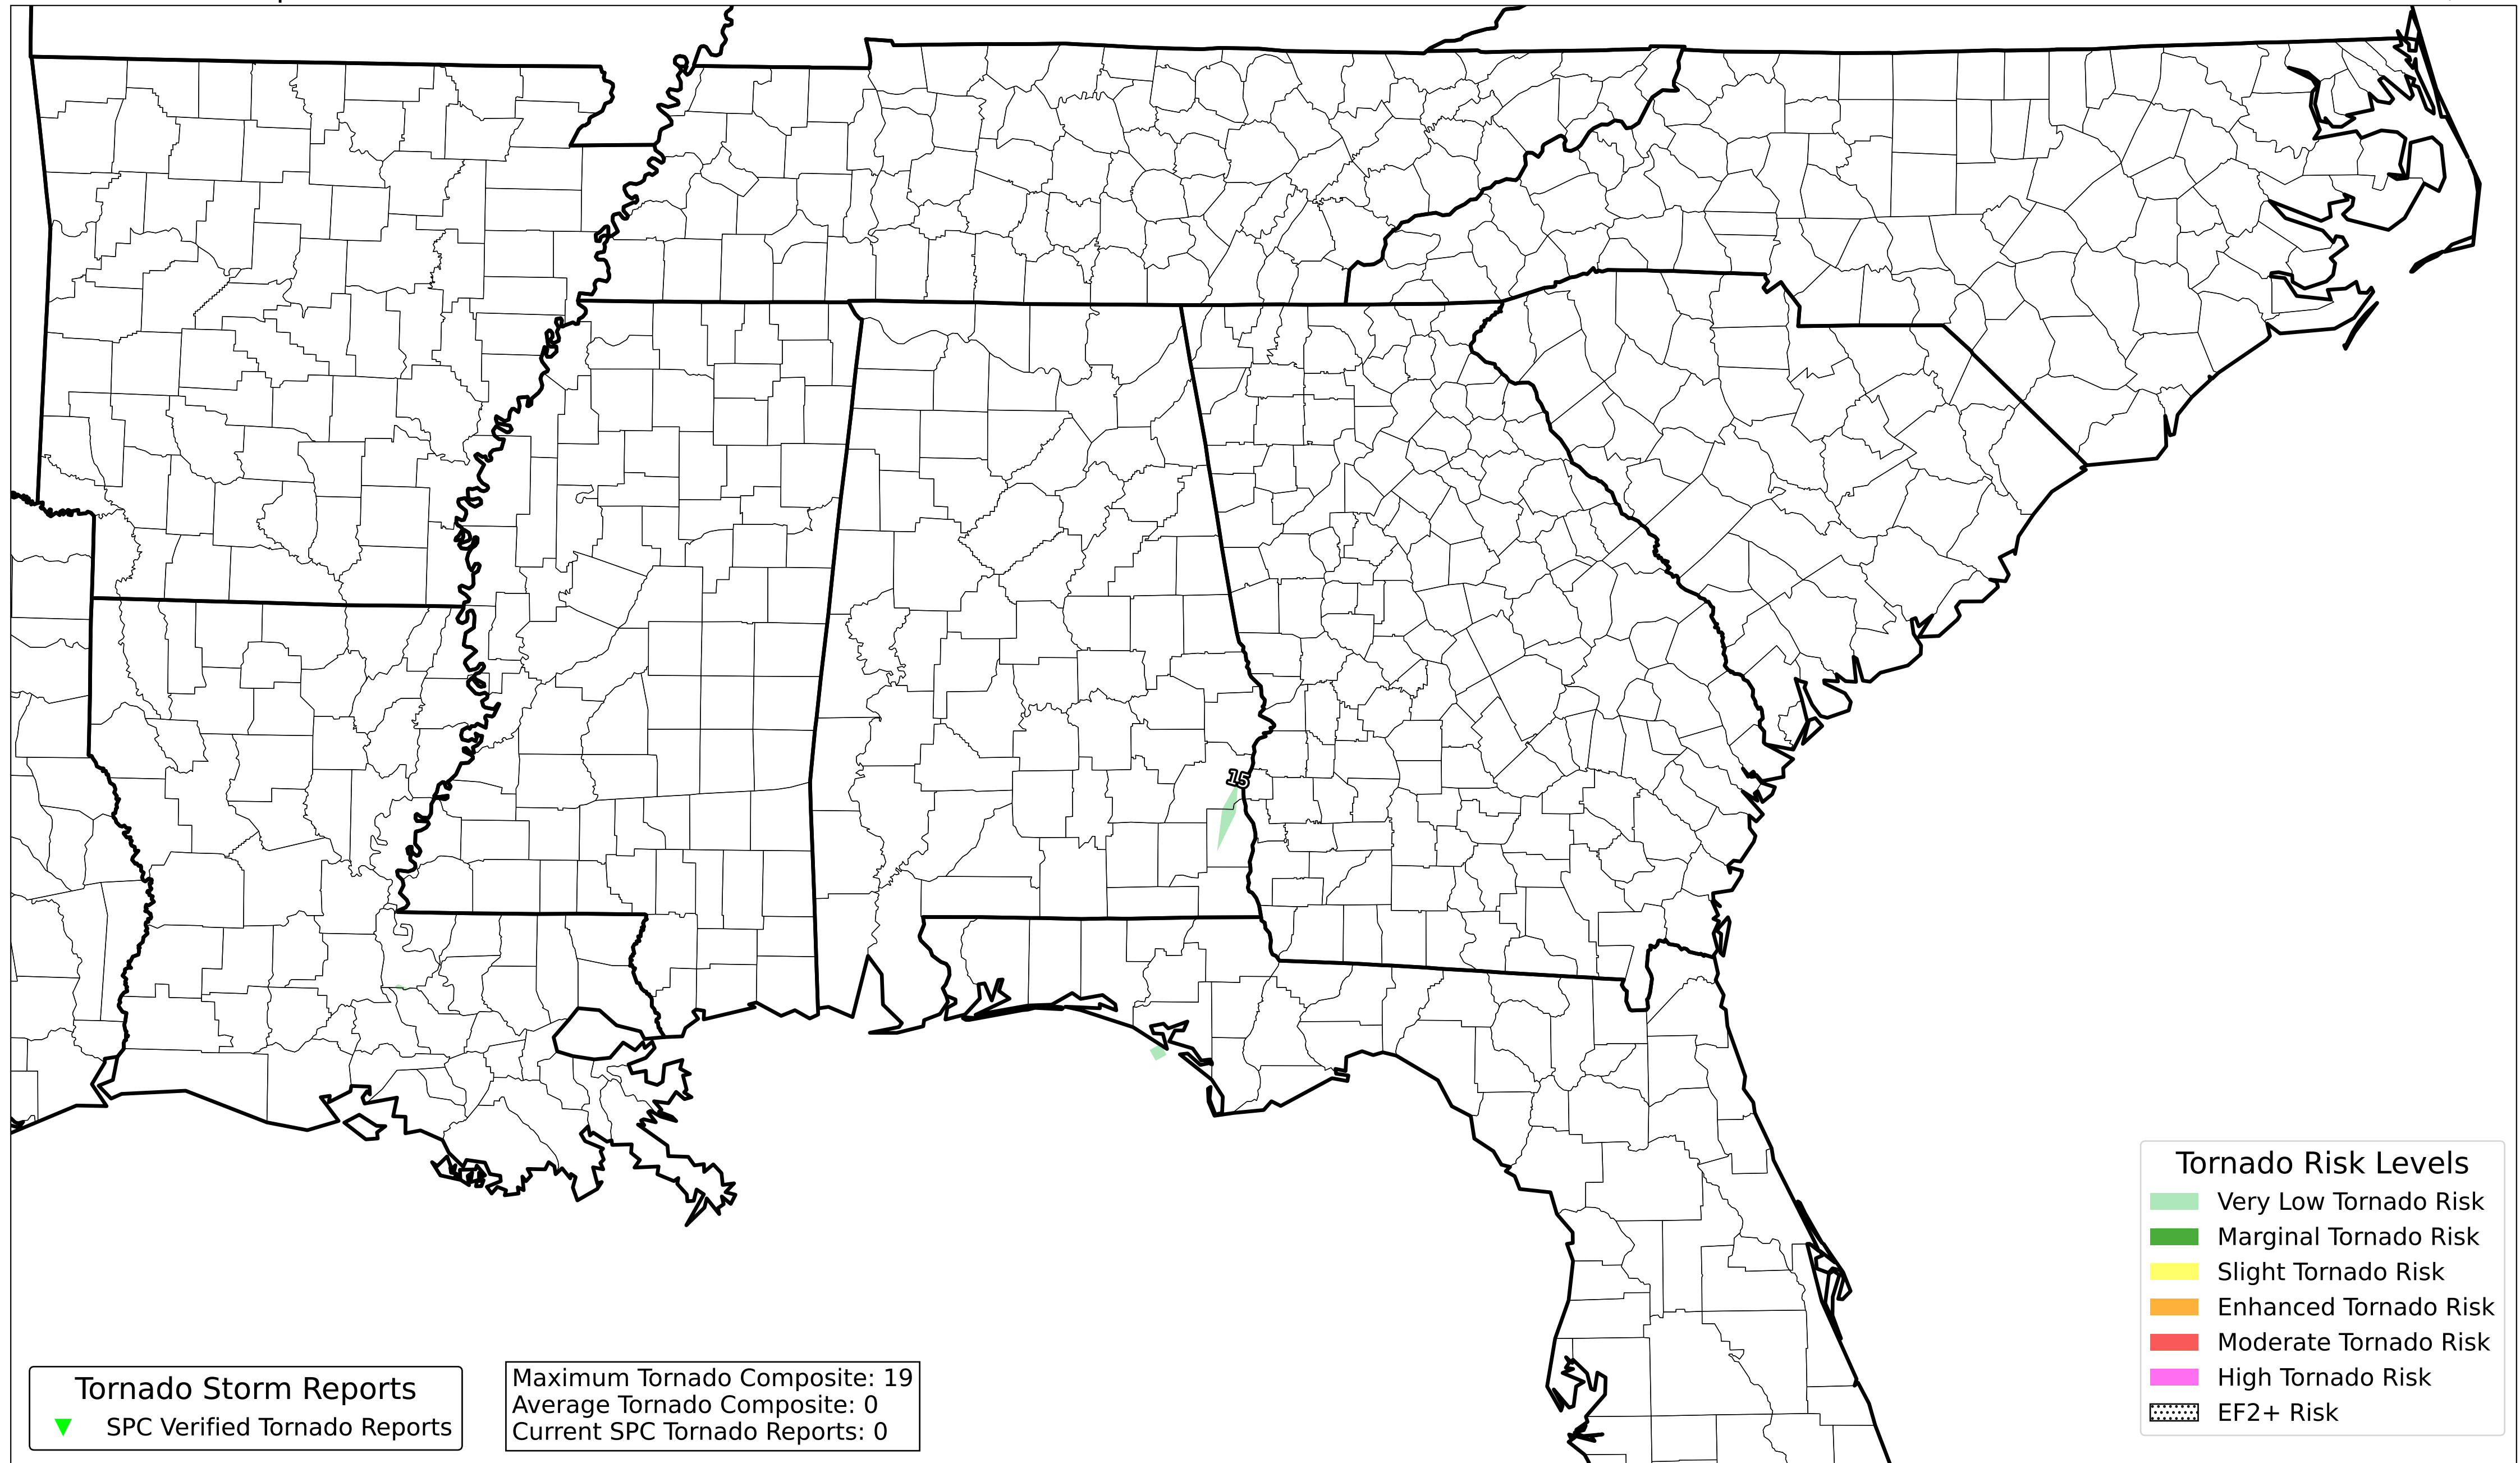 15
Tornado Risk Levels
Very Low Tornado Risk
Marginal Tornado Risk
Slight Tornado Risk
Enhanced Tornado Risk
Moderate Tornado Risk
High Tornado Risk
EF2+ Risk
Tornado Storm Reports
SPC Verified Tornado Reports
Maximum Tornado Composite: 19
Average Tornado Composite: 0
Current SPC Tornado Reports: 0